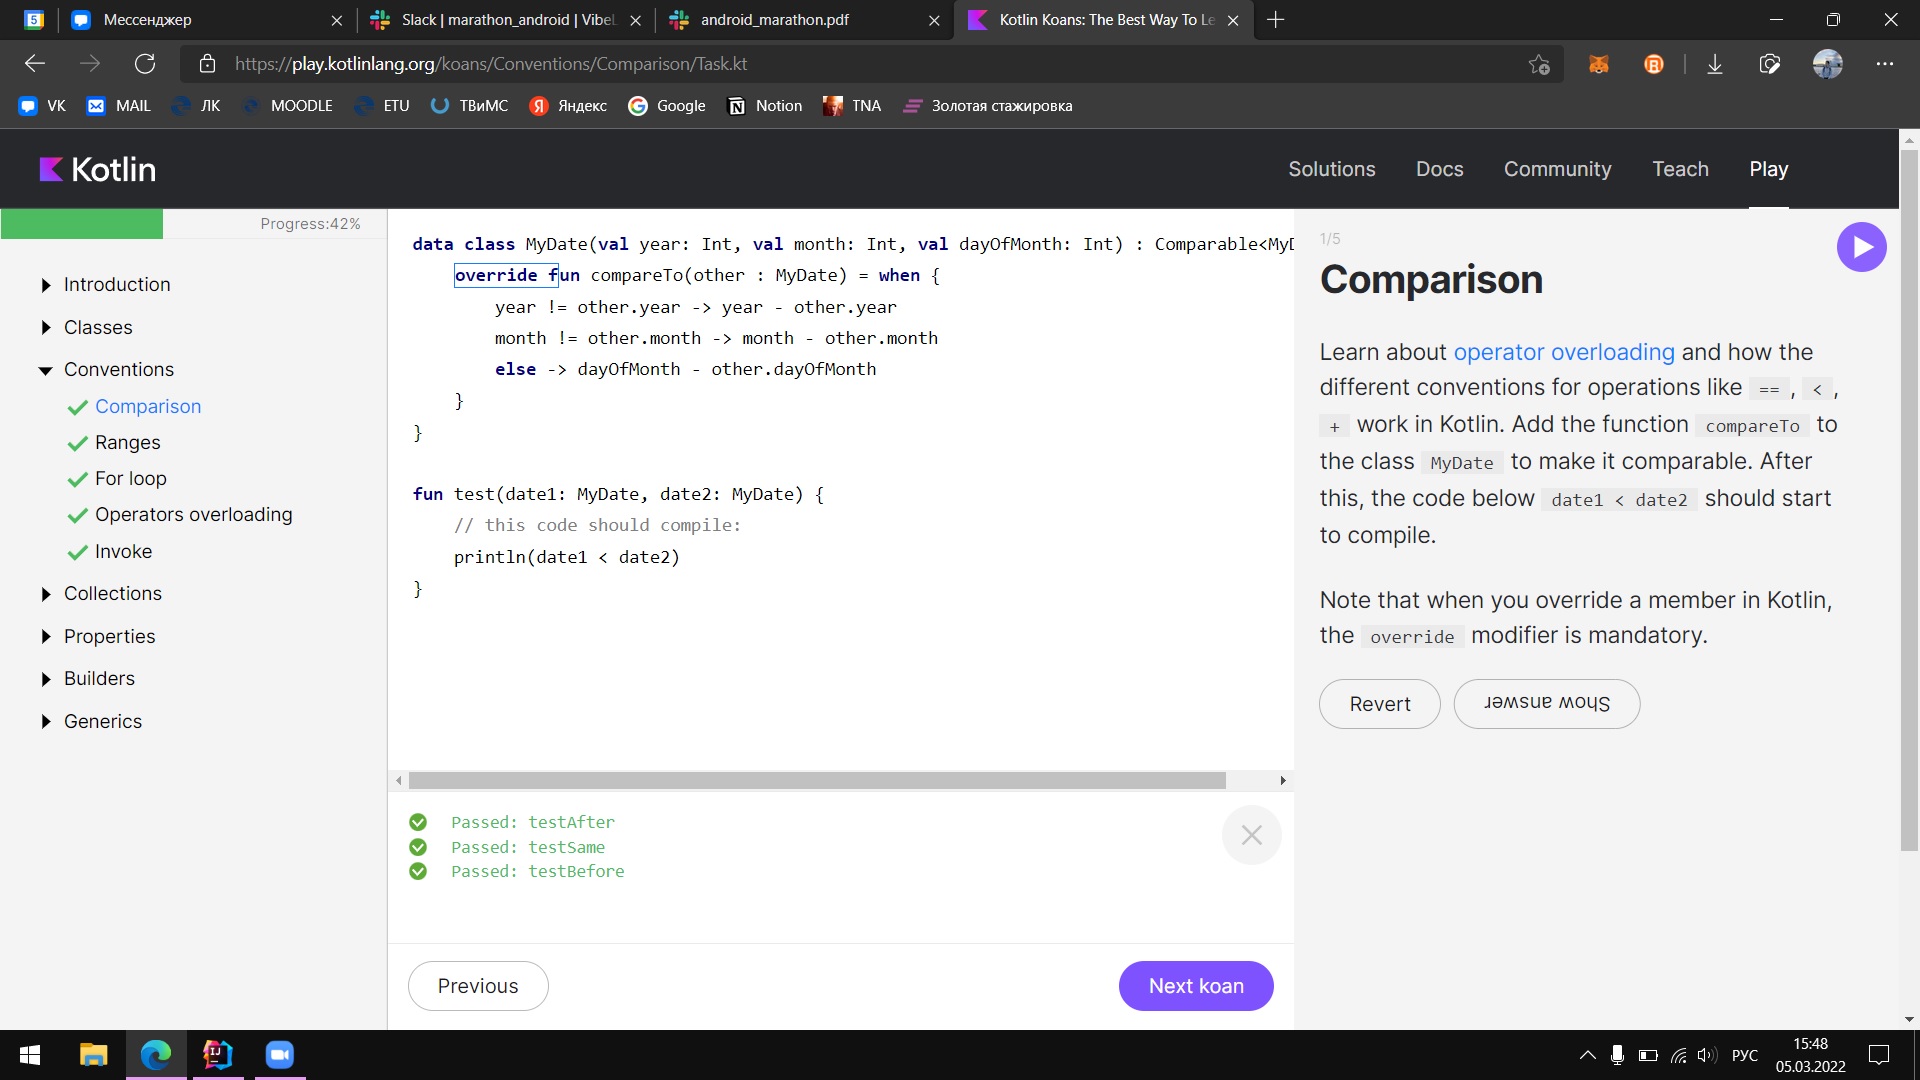 5
Мессенджер
Slack | marathon_android | VibeL
android_marathon.pdf
Kotlin Koans: The Best Way To Le
https://play.kotlinlang.org/koans/Conventions/Comparison/Task.kt
VK
MAIL
ЛК
MOODLE
ETU
ТВиМС
Яндекс
Google
Notion
TNA
Золотая стажировка
Kotlin
Solutions
Docs
Community
Teach
Play
Progress:42%
Introduction
Classes
Conventions
Comparison
Ranges
For loop
Operators overloading
Invoke
Collections
Properties
Builders
Generics
data class MyDate(val year: Int, val month: Int, val dayOfMonth: Int) : Comparable<MyD
override fun compareTo(other : MyDate) = when {
year != other.year -> year - other.year
month != other.month -> month - other.month
else -> dayOfMonth - other.dayOfMonth
}
}
fun test(date1: MyDate, date2: MyDate) {
// this code should compile:
println(date1 < date2)
}
Passed: testAfter
Passed: testSame
Passed: testBefore
Previous
Next koan
1/5
Comparison
Learn about operator overloading and how the
different conventions for operations like == , < ,
+ work in Kotlin. Add the function compareTo to
the class MyDate to make it comparable. After
this, the code below date1 < date2 should start
to compile.
Note that when you override a member in Kotlin,
the override modifier is mandatory.
Revert
Show answer
РУС
15:48
05.03.2022